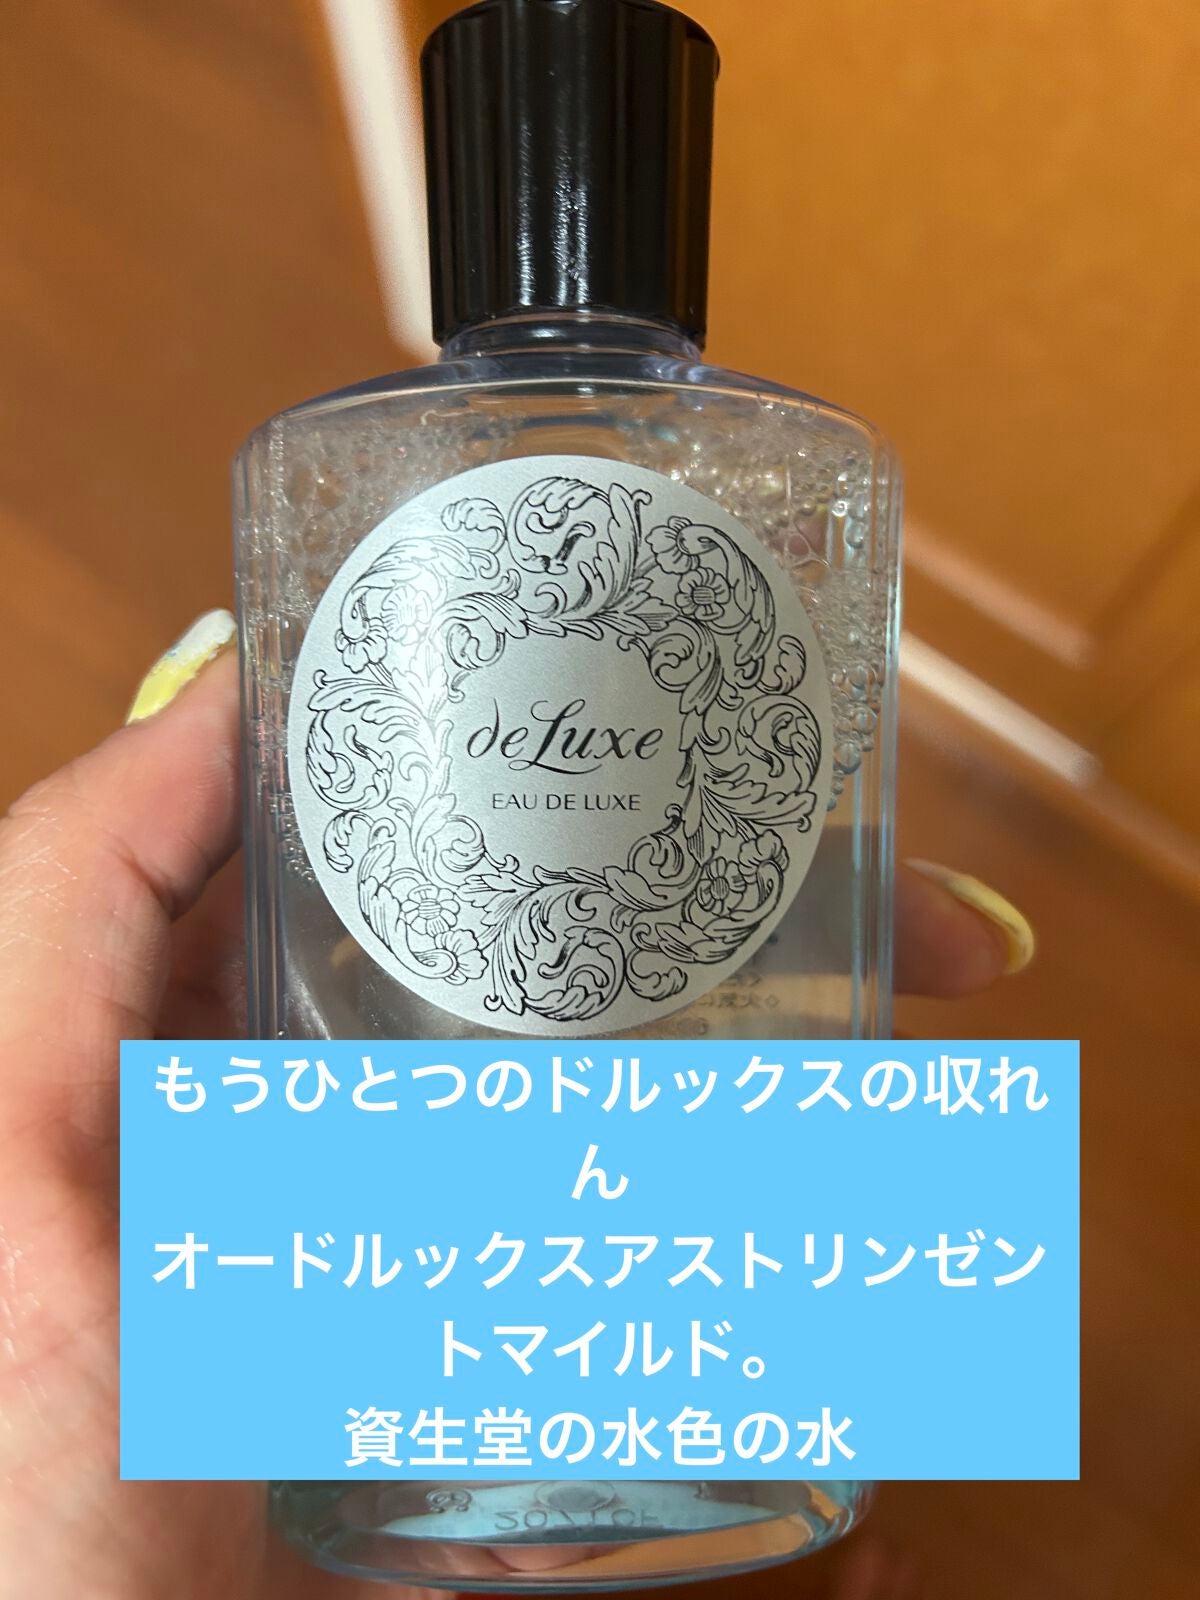 deLuxe
EAU DE LUXE
もうひとつのドルックスの収れ
ん
オードルックスアストリンゼン
トマイルド。
資生堂の水色の水